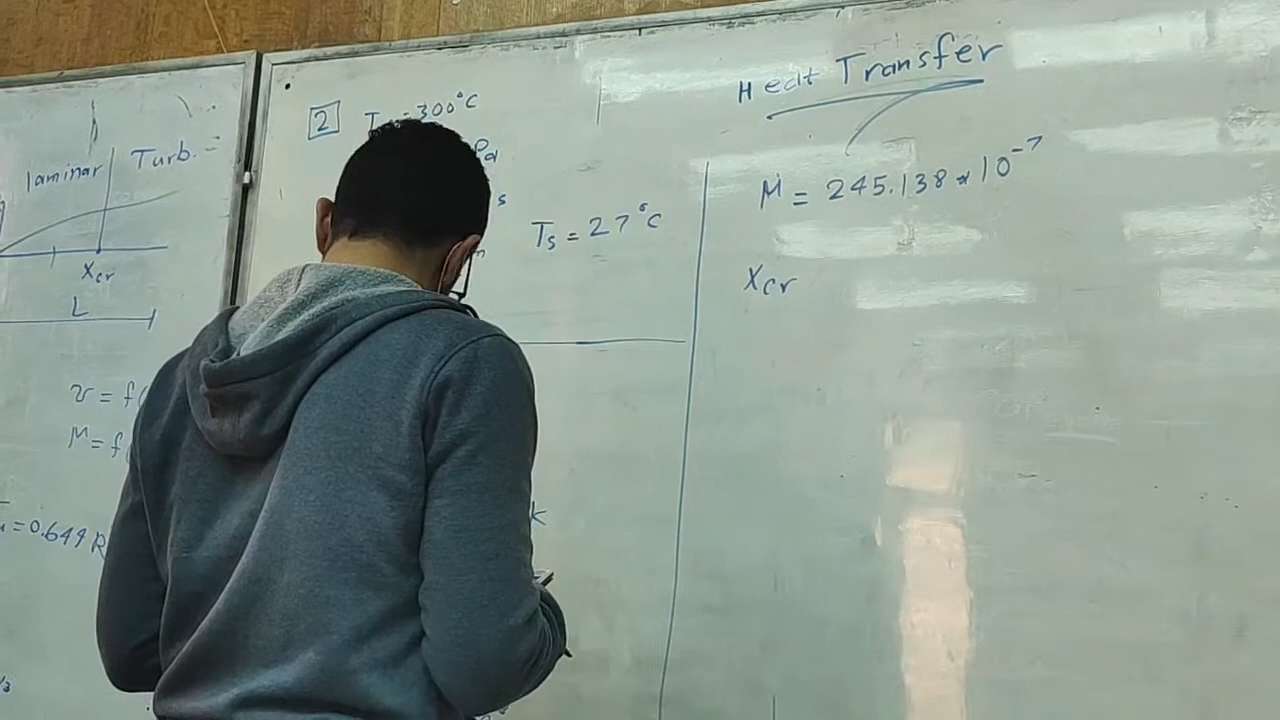 laminar Turb.
Xcr
L
v = f(
M = f(
= 0.649 R
2 T = 300°C
Pa
s
Ts = 27°C
k
Heat Transfer
M = 245.138 * 10^-7
Xcr